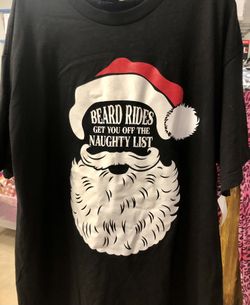 BEARD RIDES
GET YOU OFF THE
NAUGHTY LIST